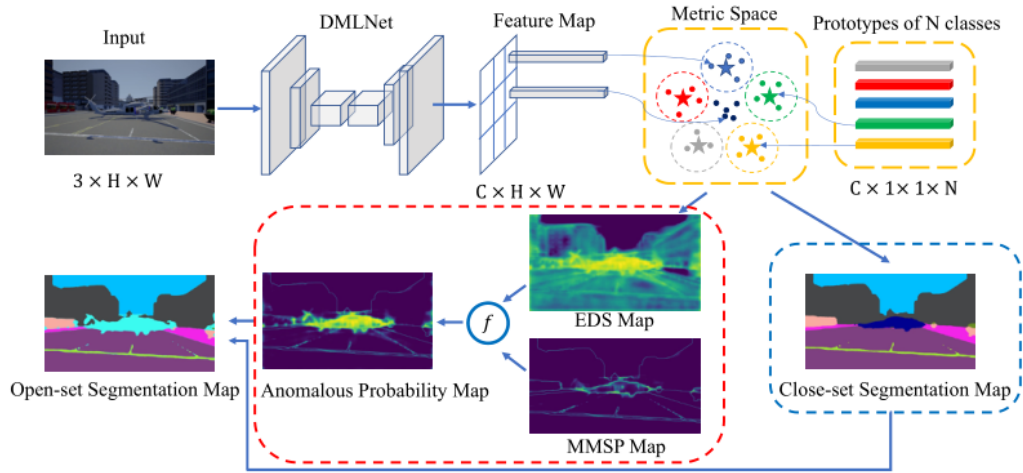 Input
DMLNet
Feature Map
Metric Space
Prototypes of N classes
3 × H × W
C × H × W
C × 1 × 1 × N
EDS Map
f
MMSP Map
Anomalous Probability Map
Open-set Segmentation Map
Close-set Segmentation Map